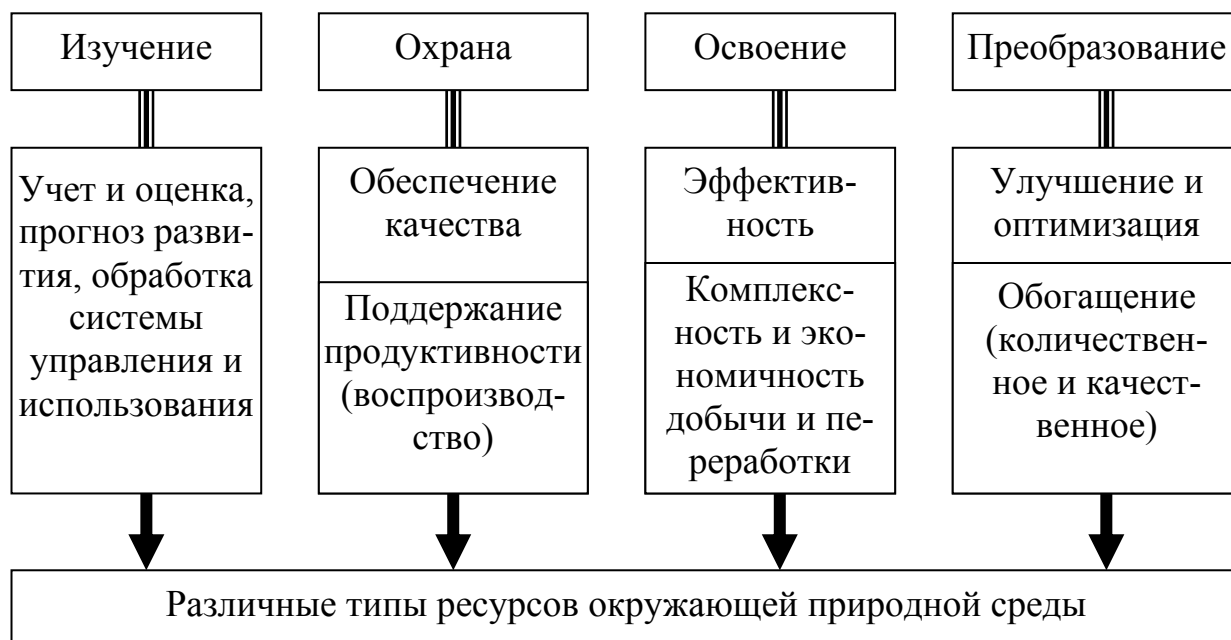 Изучение
Охрана
Освоение
Преобразование
Учет и оценка,
прогноз разви-
тия, обработка
системы
управления и
использования
Обеспечение
качества
Поддержание
продуктивности
(воспроизвод-
ство)
Эффектив-
ность
Комплекс-
ность и эко-
номичность
добычи и пе-
реработки
Улучшение и
оптимизация
Обогащение
(количествен-
ное и качест-
венное)
Различные типы ресурсов окружающей природной среды